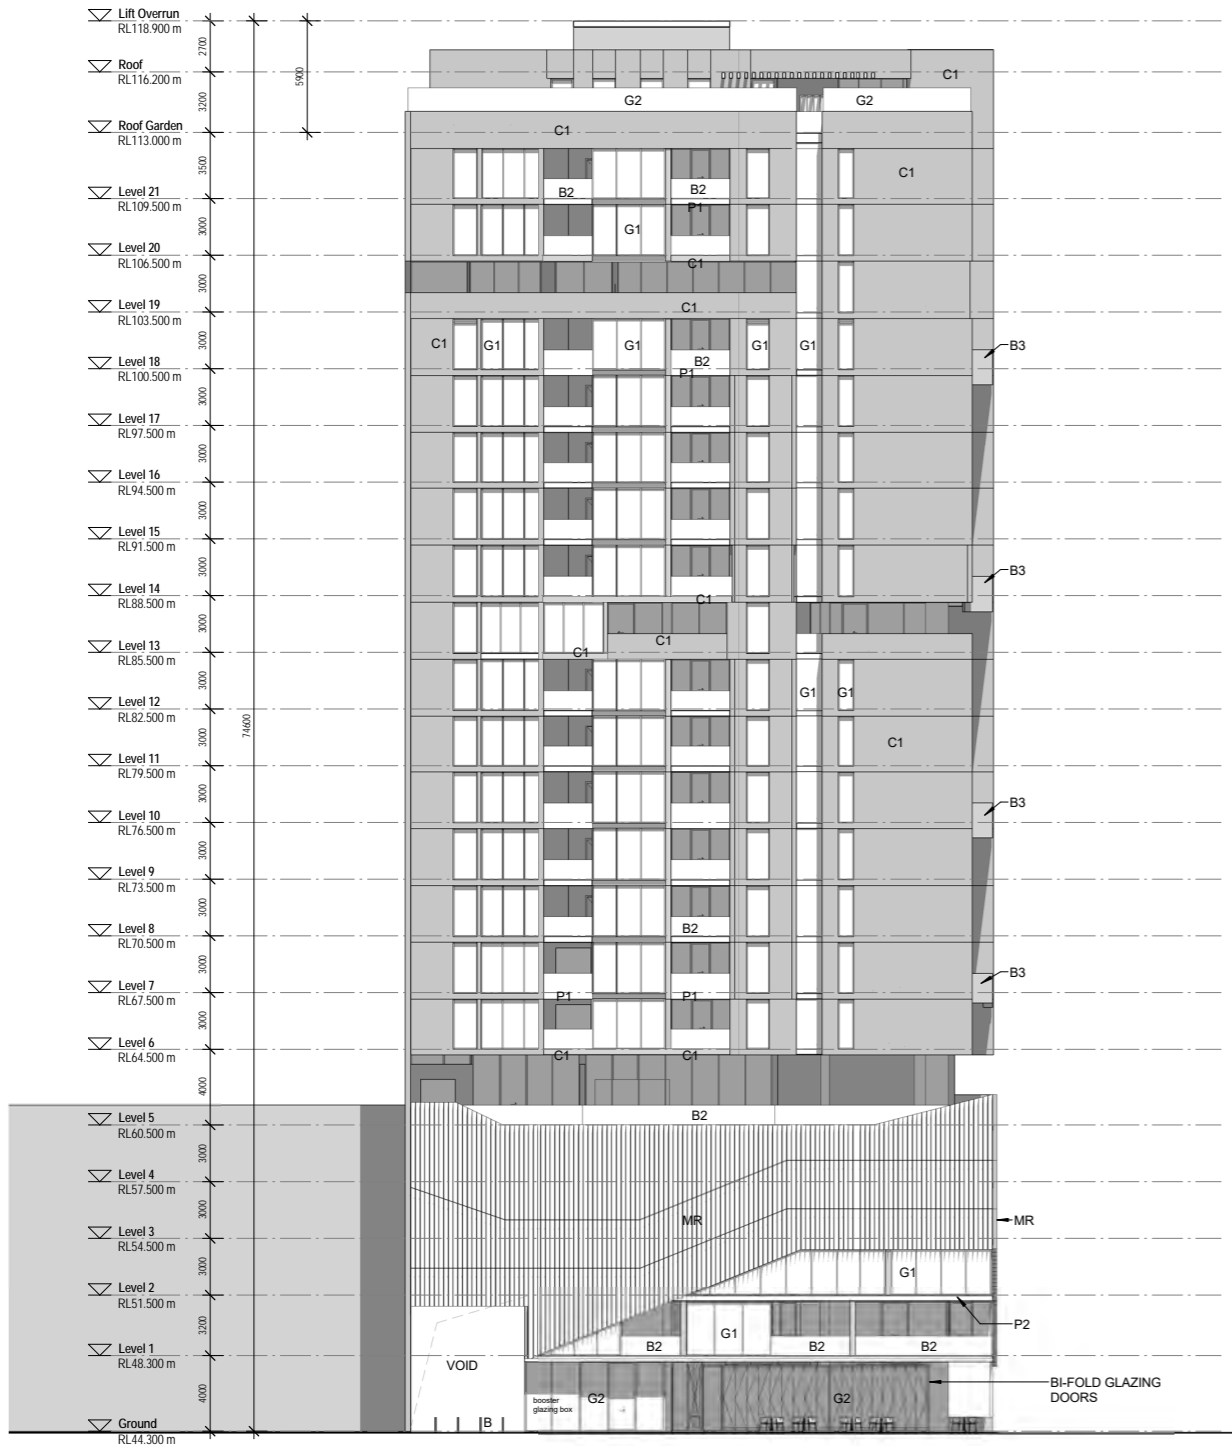 Lift Overrun
RL118.900 m
2700
Roof
RL116.200 m
5900
C1
G2
G2
3200
Roof Garden
RL113.000 m
C1
3500
C1
Level 21
RL109.500 m
B2
B2
P1
3000
G1
Level 20
RL106.500 m
C1
3000
Level 19
RL103.500 m
C1
3000
C1
G1
G1
G1
G1
B3
Level 18
RL100.500 m
B2
P1
3000
Level 17
RL97.500 m
3000
Level 16
RL94.500 m
3000
Level 15
RL91.500 m
3000
B3
Level 14
RL88.500 m
C1
3000
Level 13
RL85.500 m
C1
C1
3000
G1
G1
Level 12
RL82.500 m
74600
3000
C1
Level 11
RL79.500 m
3000
B3
Level 10
RL76.500 m
3000
Level 9
RL73.500 m
3000
Level 8
RL70.500 m
B2
3000
B3
Level 7
RL67.500 m
P1
P1
3000
Level 6
RL64.500 m
C1
C1
4000
Level 5
RL60.500 m
B2
3000
Level 4
RL57.500 m
3000
MR
MR
Level 3
RL54.500 m
3000
G1
Level 2
RL51.500 m
3200
P2
G1
Level 1
RL48.300 m
B2
B2
B2
VOID
BI-FOLD GLAZING
DOORS
4000
booster
glazing box
G2
G2
B
Ground
RL44.300 m